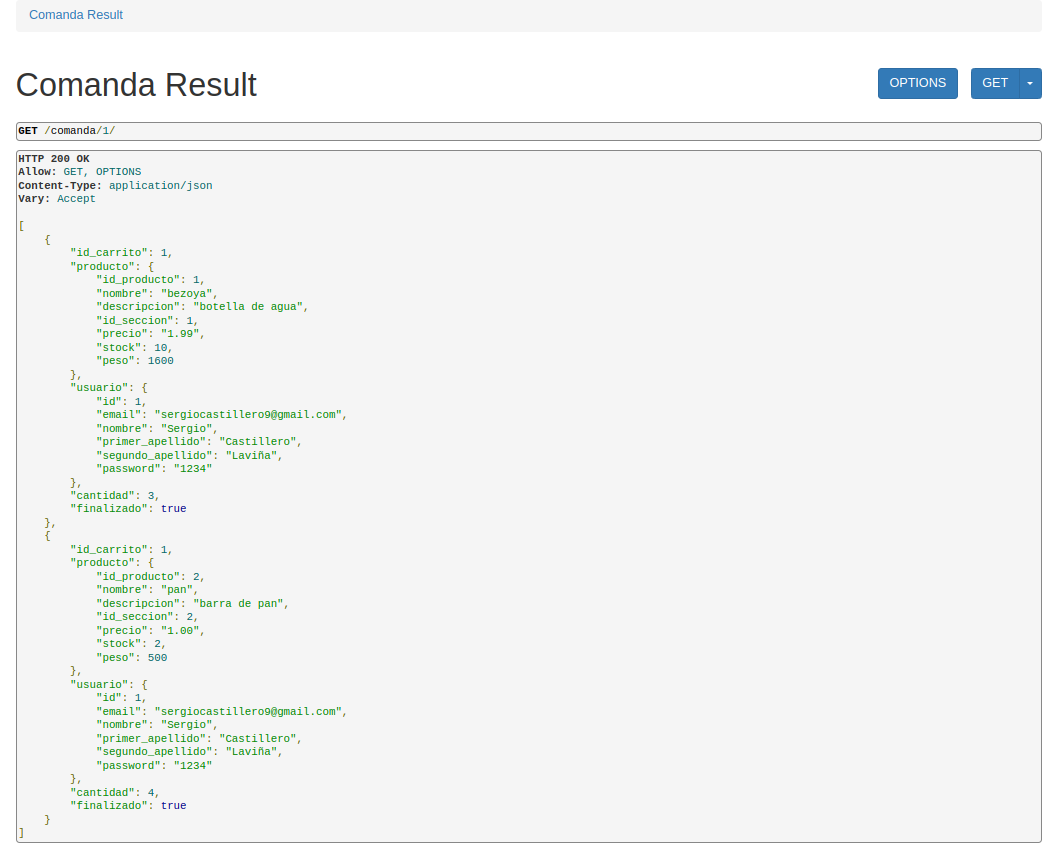 Comanda Result
Comanda Result
OPTIONS GET
GET /comanda/1/
HTTP 200 OK
Allow: GET, OPTIONS
Content-Type: application/json
Vary: Accept
[
    {
        "id_carrito": 1,
        "producto": {
            "id_producto": 1,
            "nombre": "bezoya",
            "descripcion": "botella de agua",
            "id_seccion": 1,
            "precio": "1.99",
            "stock": 10,
            "peso": 1600
        },
        "usuario": {
            "id": 1,
            "email": "sergiocastillero9@gmail.com",
            "nombre": "Sergio",
            "primer_apellido": "Castillero",
            "segundo_apellido": "Laviña",
            "password": "1234"
        },
        "cantidad": 3,
        "finalizado": true
    },
    {
        "id_carrito": 1,
        "producto": {
            "id_producto": 2,
            "nombre": "pan",
            "descripcion": "barra de pan",
            "id_seccion": 2,
            "precio": "1.00",
            "stock": 2,
            "peso": 500
        },
        "usuario": {
            "id": 1,
            "email": "sergiocastillero9@gmail.com",
            "nombre": "Sergio",
            "primer_apellido": "Castillero",
            "segundo_apellido": "Laviña",
            "password": "1234"
        },
        "cantidad": 4,
        "finalizado": true
    }
]